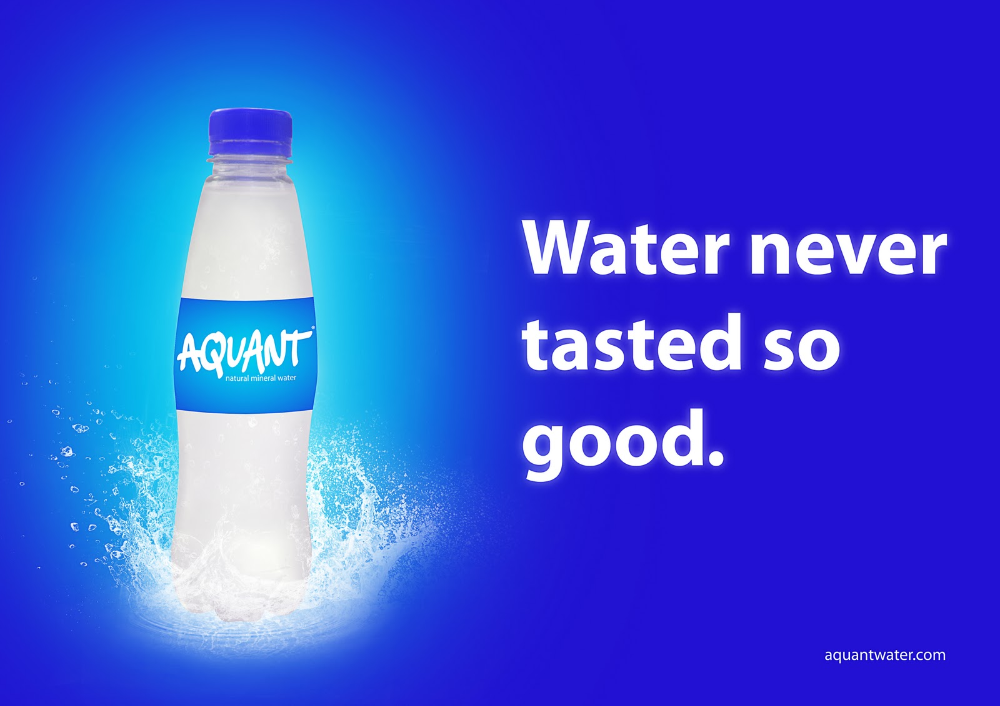 AQUANT®
natural mineral water
Water never
tasted so
good.
aquantwater.com